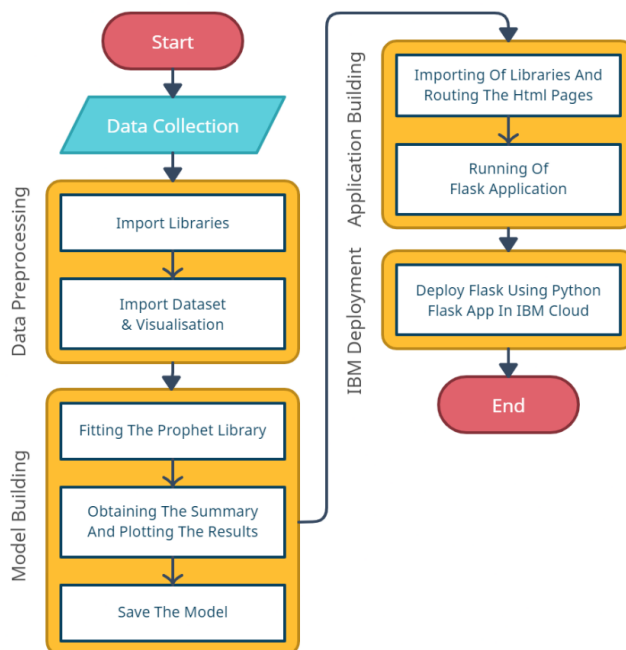 Start
Data Collection
Data Preprocessing
Import Libraries
Import Dataset
& Visualisation
Model Building
Fitting The Prophet Library
Obtaining The Summary
And Plotting The Results
Save The Model
Application Building
Importing Of Libraries And
Routing The Html Pages
Running Of
Flask Application
IBM Deployment
Deploy Flask Using Python
Flask App In IBM Cloud
End